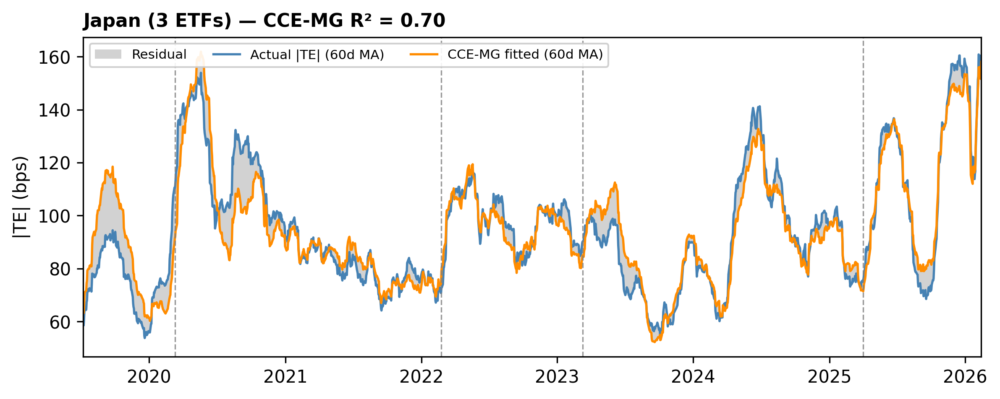 Japan (3 ETFs) — CCE-MG R² = 0.70
Residual
Actual |TE| (60d MA)
CCE-MG fitted (60d MA)
|TE| (bps)
160
140
120
100
80
60
2020
2021
2022
2023
2024
2025
2026